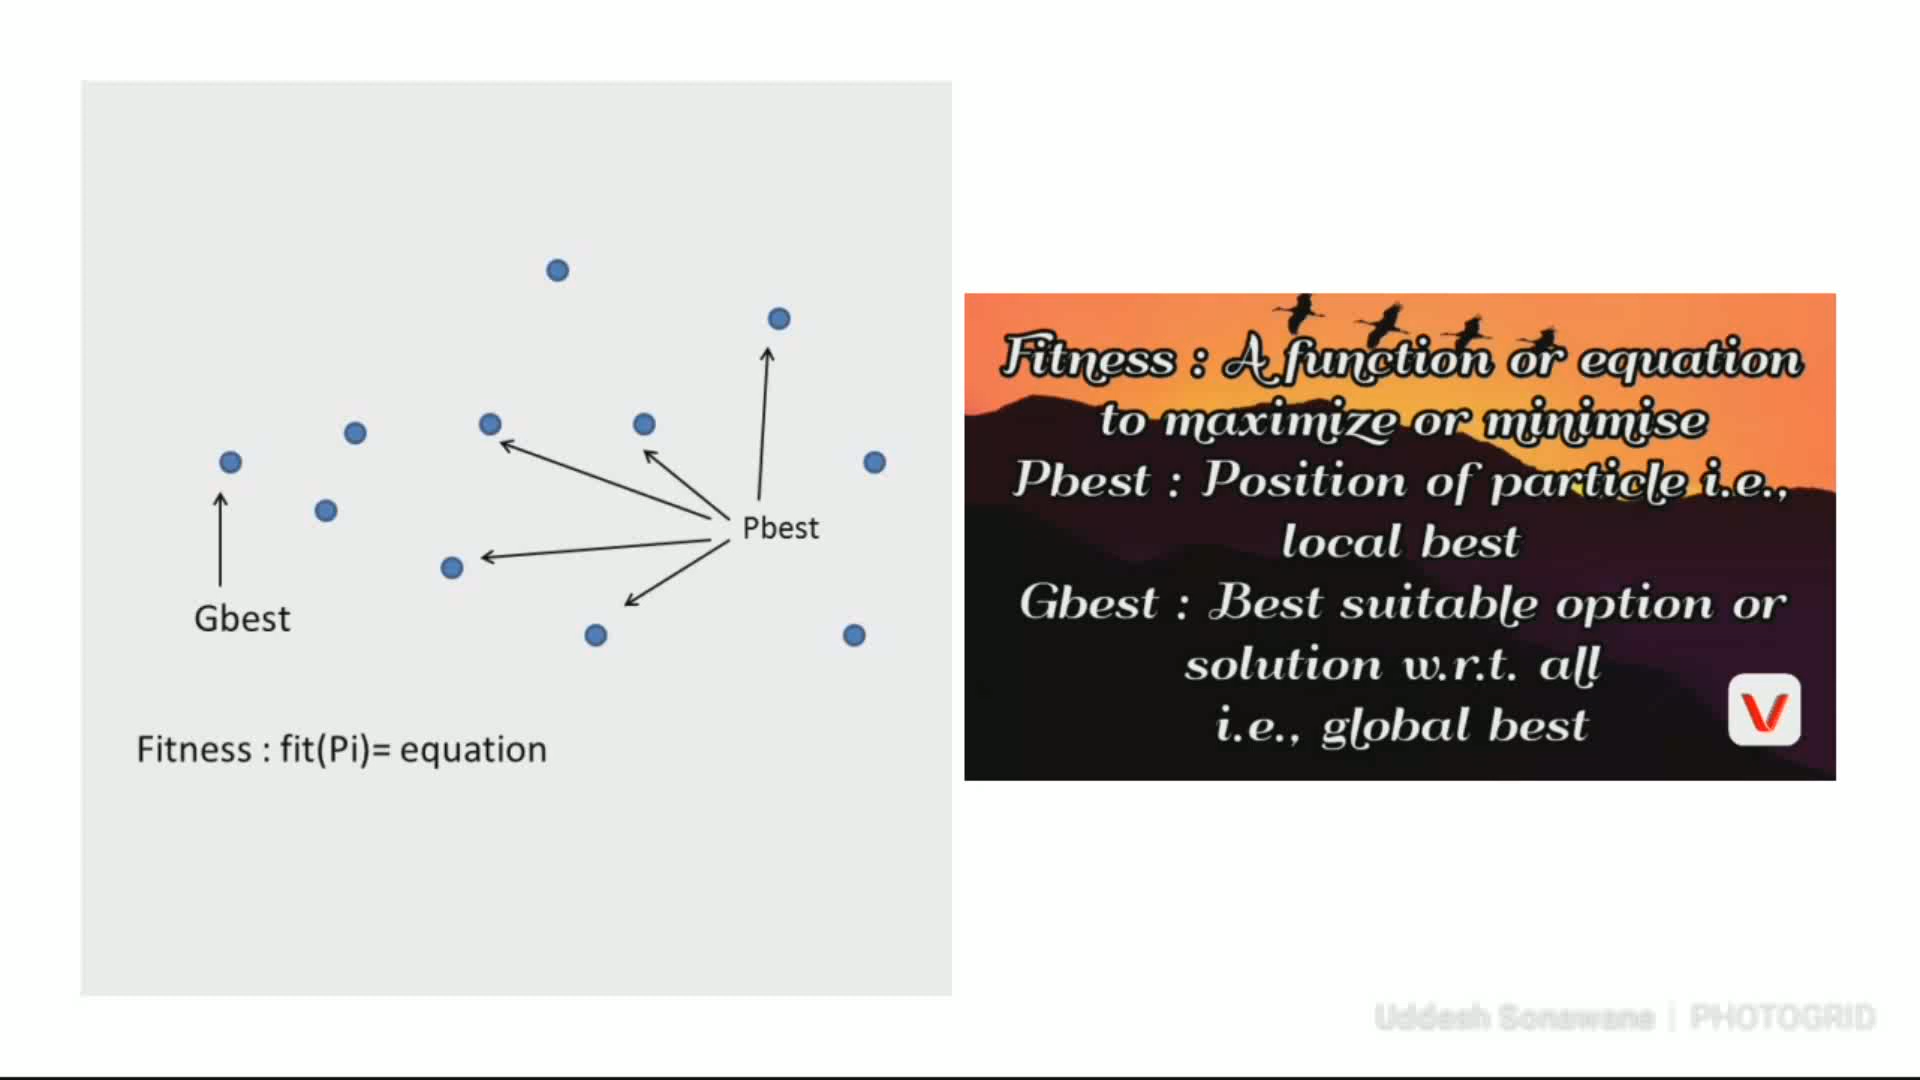 Pbest
Gbest
Fitness : fit(Pi)= equation
Fitness : A function or equation
to maximize or minimise
Pbest : Position of particle i.e.,
local best
Gbest : Best suitable option or
solution w.r.t. all
i.e., global best
V
Uddesh Sonawane | PHOTOGRID